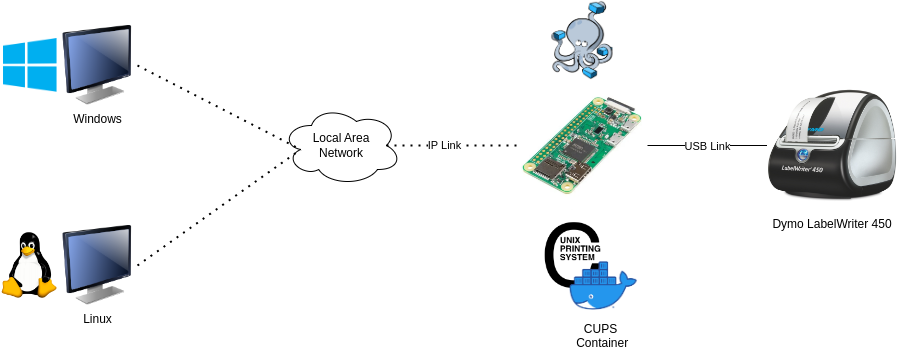 Windows
Local Area
Network
IP Link
USB Link
LabelWriter 450
Dymo LabelWriter 450
UNIX
PRINTING
SYSTEM
Linux
CUPS
Container